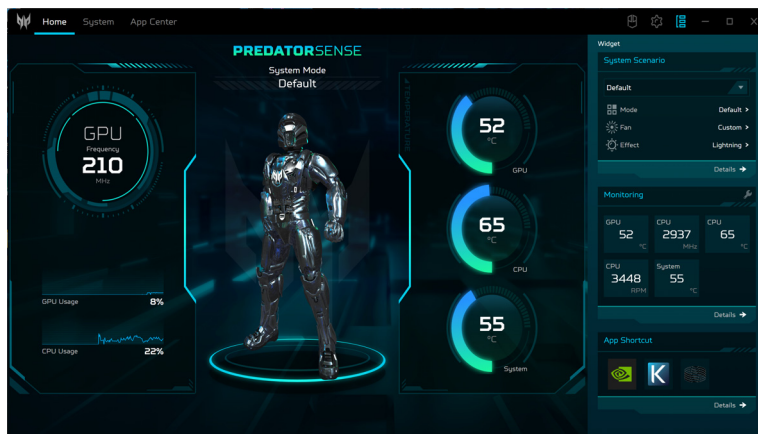 Home System App Center
PREDATORSENSE
System Mode
Default
GPU
Frequency
210
MHz
GPU Usage 8%
CPU Usage 22%
TEMPERATURE
52
°C
GPU
65
°C
CPU
55
°C
System
Widget
System Scenario
Default
Mode Default >
Fan Custom >
Effect Lightning >
Details →
Monitoring
GPU CPU CPU
52 2937 65
°C MHz °C
CPU System
3448 55
RPM °C
Details →
App Shortcut
K
Details →